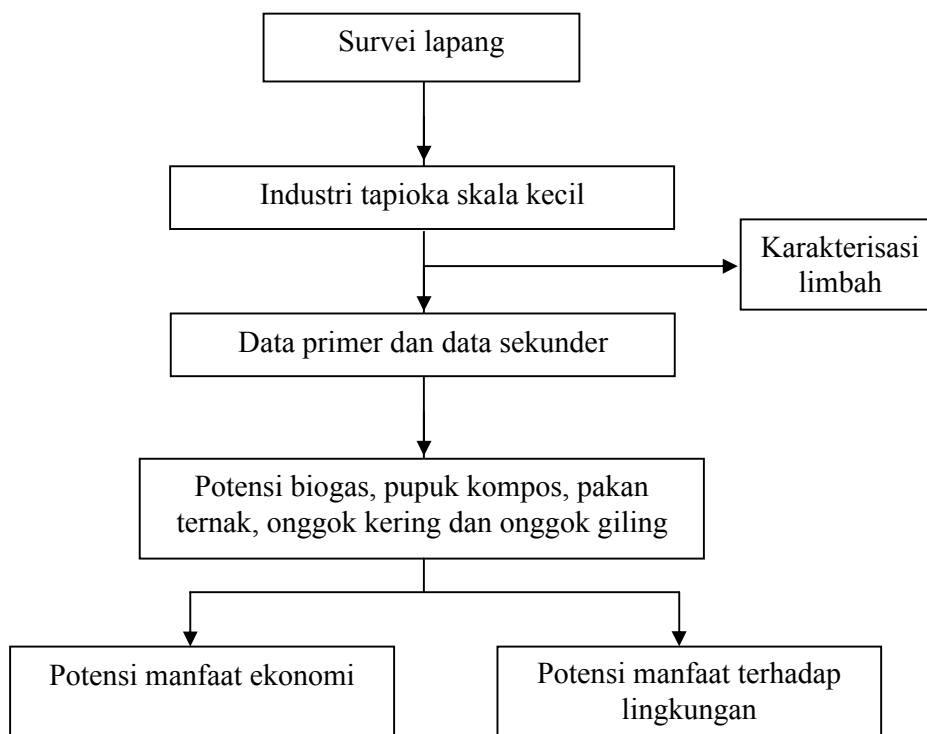 Survei lapang
Industri tapioka skala kecil
Karakterisasi
limbah
Data primer dan data sekunder
Potensi biogas, pupuk kompos, pakan
ternak, onggok kering dan onggok giling
Potensi manfaat ekonomi
Potensi manfaat terhadap
lingkungan